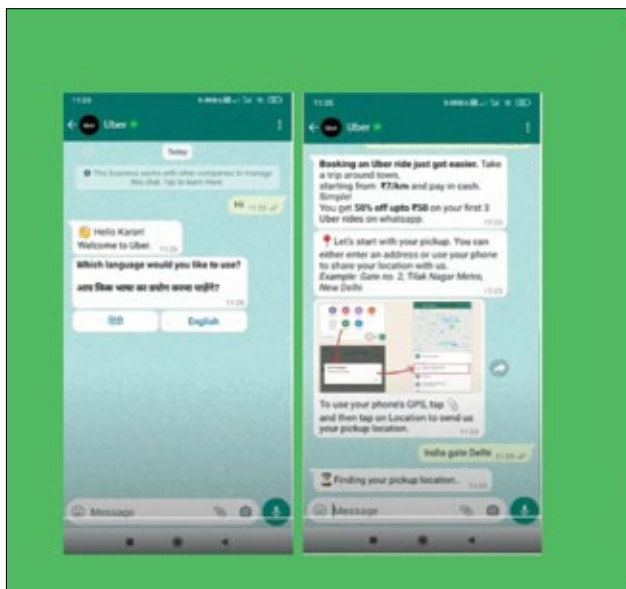 11:25
Uber
Today
This business works with other companies to manage
this chat. Tap to learn more.
Hi 11:25
Hello Karan!
Welcome to Uber. 11:25
Which language would you like to use?
आप किस भाषा का प्रयोग करना चाहेंगे?
11:25
हिंदी English
Message
11:25
Uber
Booking an Uber ride just got easier. Take
a trip around town,
starting from ₹7/km and pay in cash.
Simple!
You get 50% off upto ₹50 on your first 3
Uber rides on whatsapp. 11:25
Let's start with your pickup. You can
either enter an address or use your phone
to share your location with us.
Example: Gate no. 2, Tilak Nagar Metro,
New Delhi 11:25
To use your phone's GPS, tap
and then tap on Location to send us
your pickup location. 11:25
India gate Delhi 11:25
Finding your pickup location.. 11:25
Message